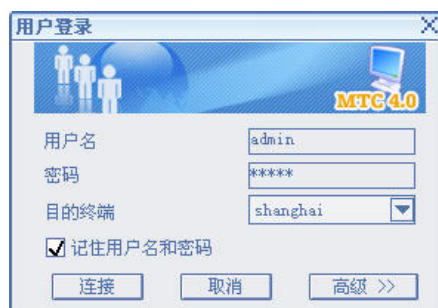 用户登录
MTC 4.0
用户名 admin
密码 *****
目的终端 shanghai
记住用户名和密码
连接 取消 高级 >>